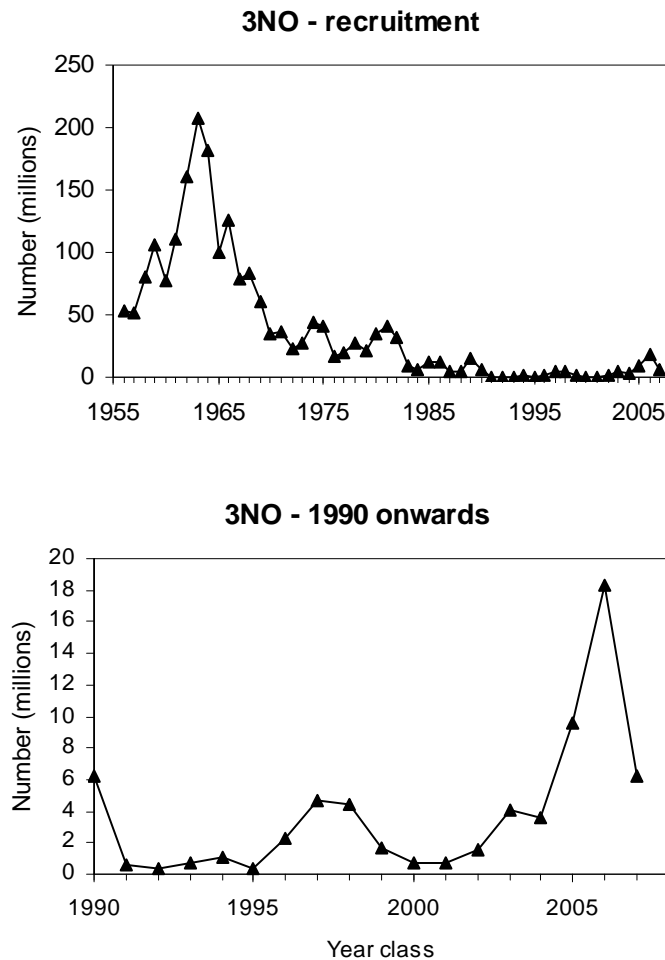 3NO - recruitment
250
200
150
100
50
0
Number (millions)
1955 1965 1975 1985 1995 2005
3NO - 1990 onwards
20
18
16
14
12
10
8
6
4
2
0
Number (millions)
1990 1995 2000 2005
Year class